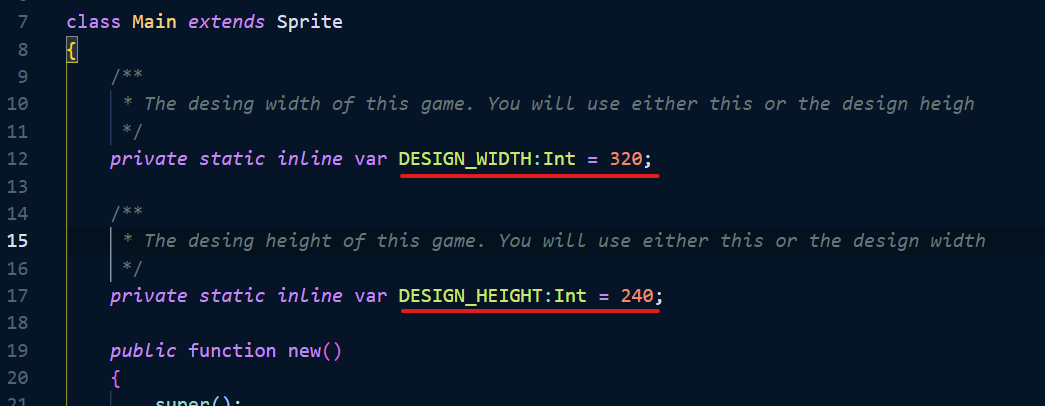 7 class Main extends Sprite
8 {
9 /**
10 * The desing width of this game. You will use either this or the design heigh
11 */
12 private static inline var DESIGN_WIDTH:Int = 320;
13
14 /**
15 * The desing height of this game. You will use either this or the design width
16 */
17 private static inline var DESIGN_HEIGHT:Int = 240;
18
19 public function new()
20 {
21 super();